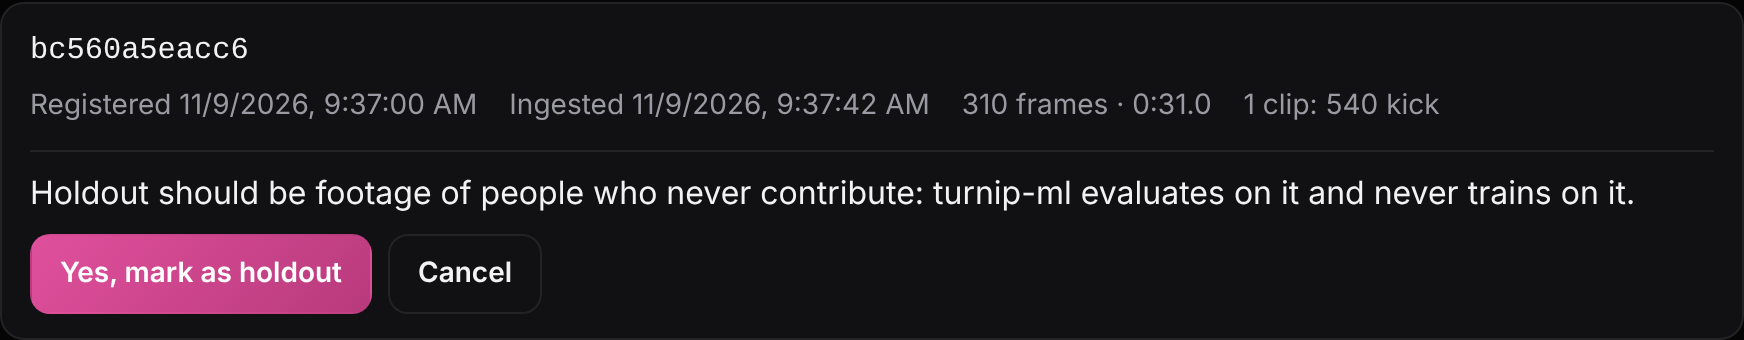 bc560a5eacc6
Registered 11/9/2026, 9:37:00 AM Ingested 11/9/2026, 9:37:42 AM 310 frames · 0:31.0 1 clip: 540 kick
Holdout should be footage of people who never contribute: turnip-ml evaluates on it and never trains on it.
Yes, mark as holdout Cancel